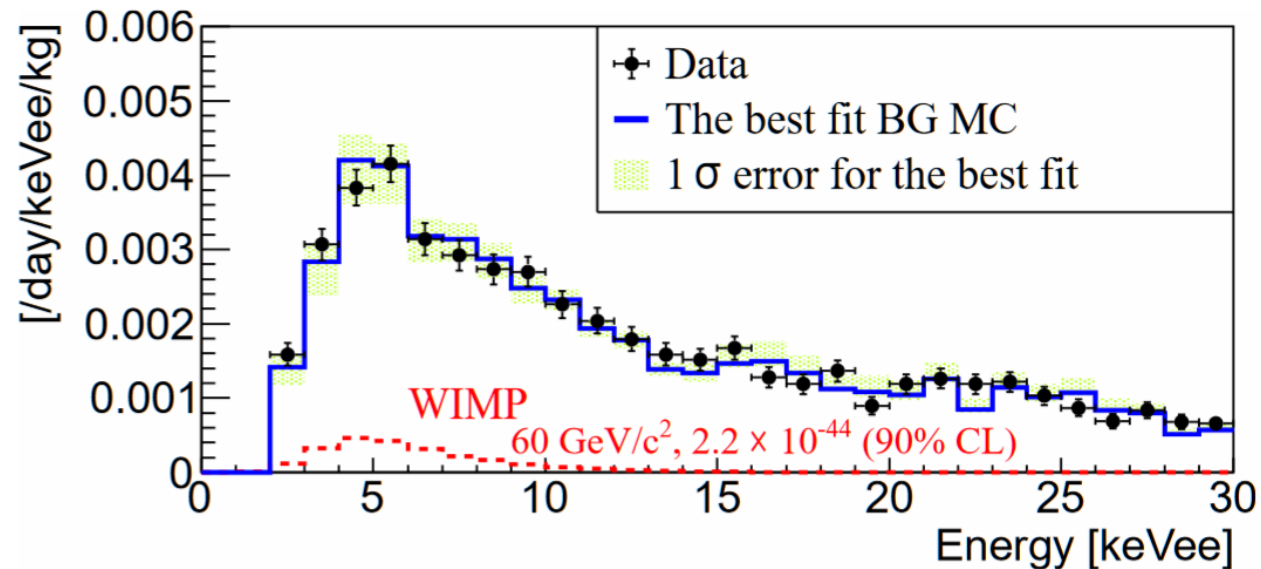 [/day/keVee/kg]
0.006
0.005
0.004
0.003
0.002
0.001
0
Data
The best fit BG MC
1 σ error for the best fit
WIMP
60 GeV/c², 2.2 × 10⁻⁴⁴ (90% CL)
0 5 10 15 20 25 30
Energy [keVee]